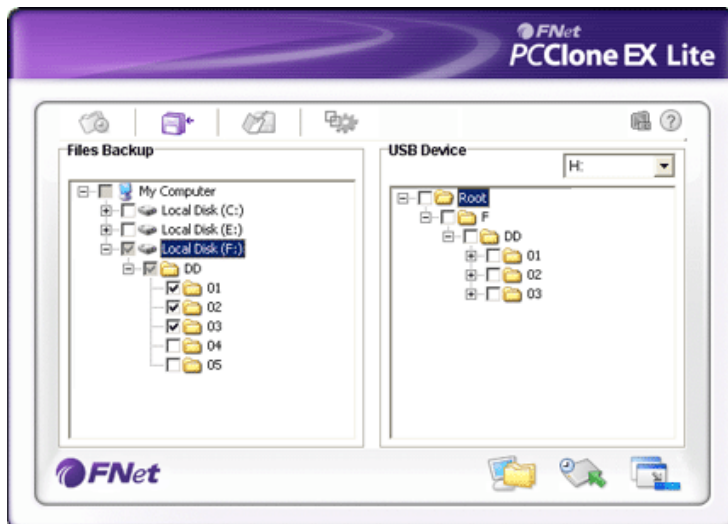 FNet
PCClone EX Lite
Files Backup
My Computer
Local Disk (C:)
Local Disk (E:)
Local Disk (F:)
DD
01
02
03
04
05
USB Device
H:
Root
F
DD
01
02
03
FNet